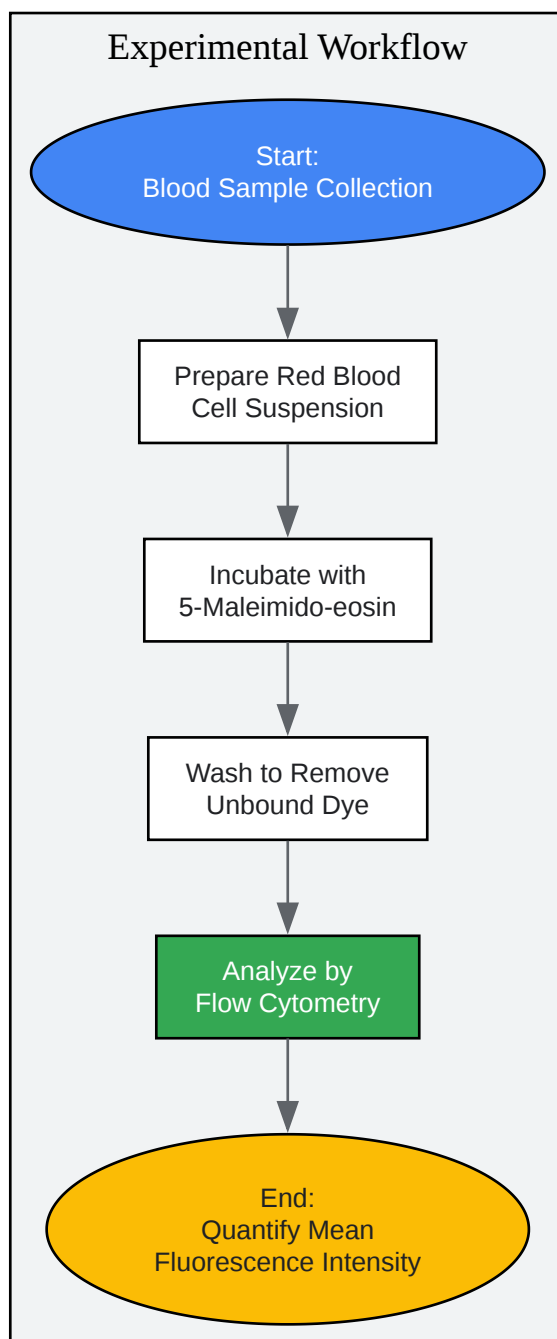 Experimental Workflow
Start:
Blood Sample Collection
Prepare Red Blood
Cell Suspension
Incubate with
5-Maleimido-eosin
Wash to Remove
Unbound Dye
Analyze by
Flow Cytometry
End:
Quantify Mean
Fluorescence Intensity